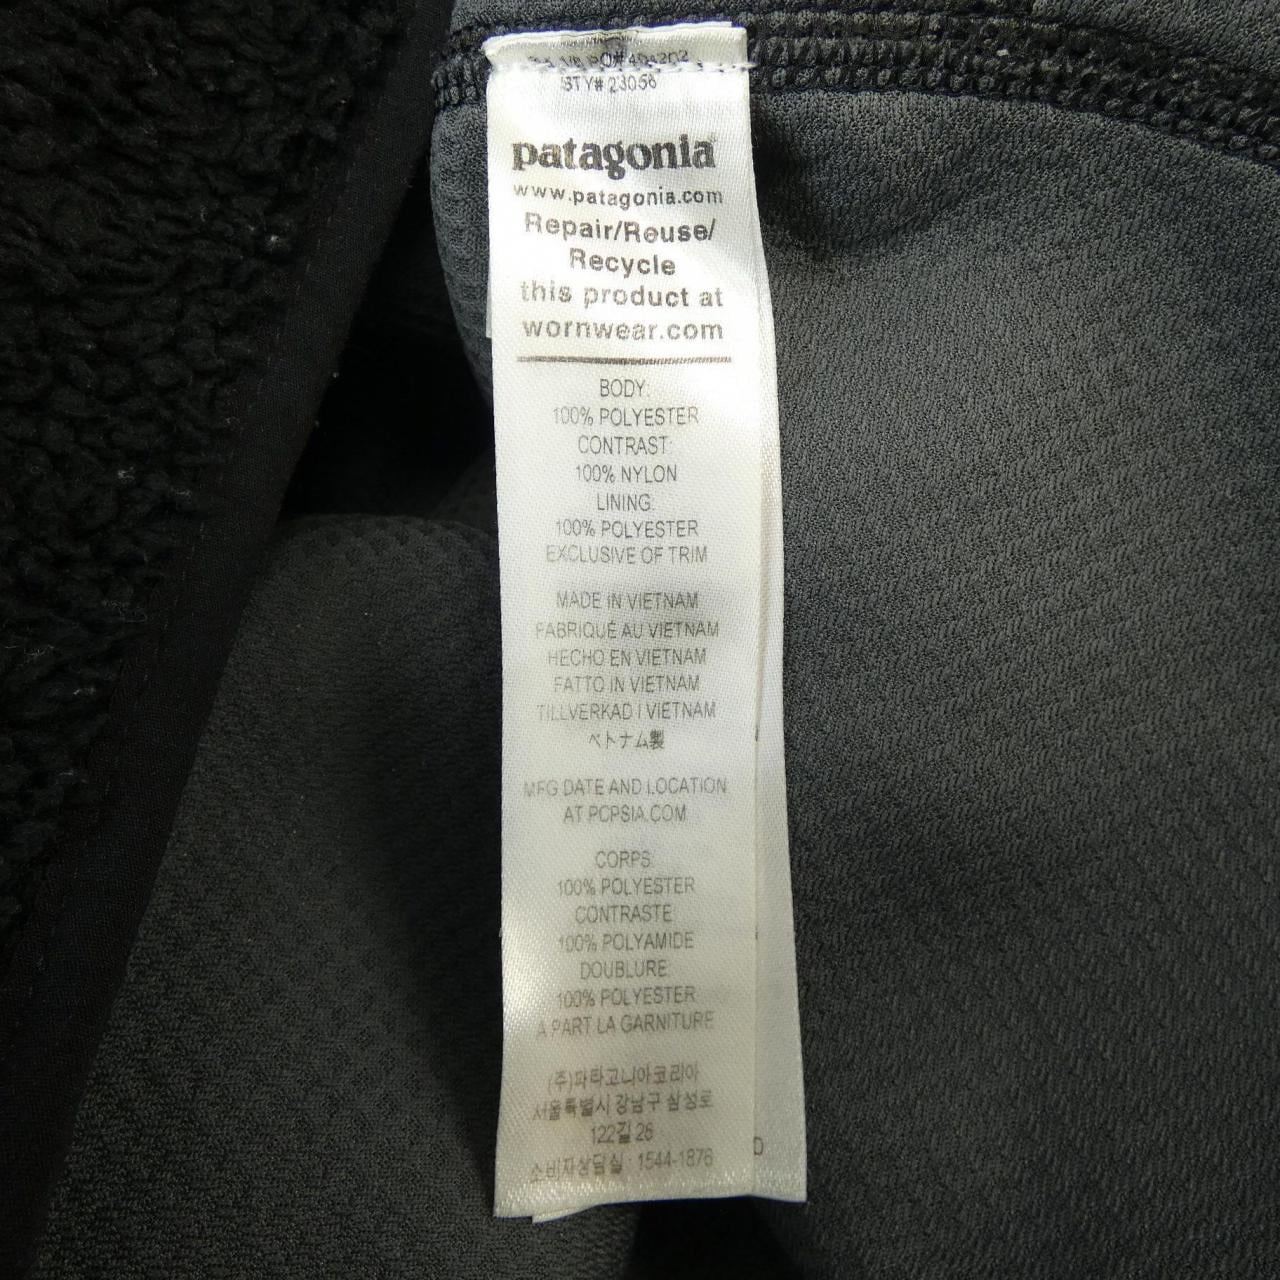 STY# 23056
patagonia
www.patagonia.com
Repair/Reuse/
Recycle
this product at
wornwear.com
BODY:
100% POLYESTER
CONTRAST:
100% NYLON
LINING:
100% POLYESTER
EXCLUSIVE OF TRIM
MADE IN VIETNAM
FABRIQUÉ AU VIETNAM
HECHO EN VIETNAM
FATTO IN VIETNAM
TILLVERKAD I VIETNAM
ベトナム製
MFG DATE AND LOCATION
AT PCPSIA.COM
CORPS:
100% POLYESTER
CONTRASTE:
100% POLYAMIDE
DOUBLURE:
100% POLYESTER
A PART LA GARNITURE
(주)파타고니아코리아
서울특별시 강남구 삼성로
122길 26
소비자상담실 : 1544-1876
D